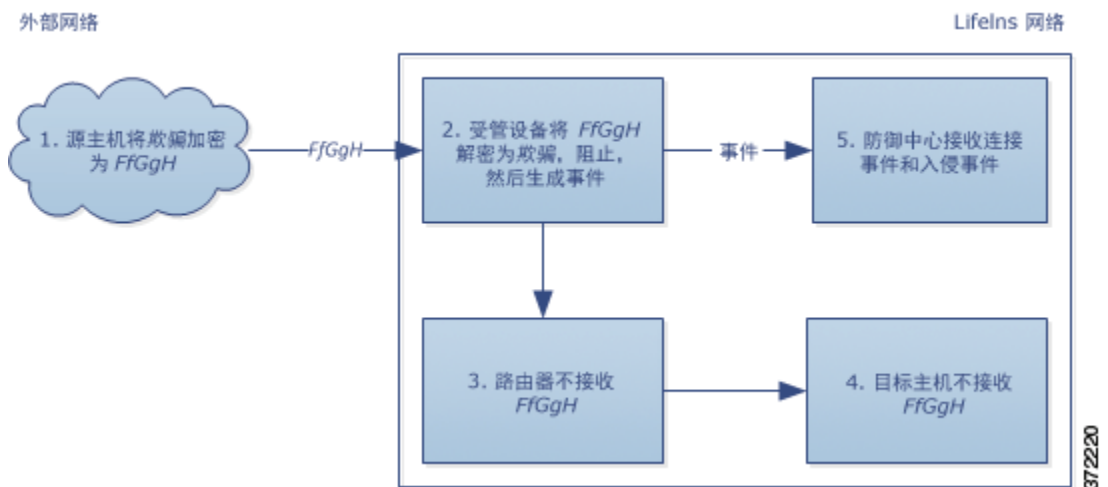 外部网络
LifeIns 网络
1. 源主机将欺骗加密
为 FfGgH
FfGgH
2. 受管设备将 FfGgH
解密为欺骗，阻止，
然后生成事件
事件
5. 防御中心接收连接
事件和入侵事件
3. 路由器不接收
FfGgH
4. 目标主机不接收
FfGgH
372220